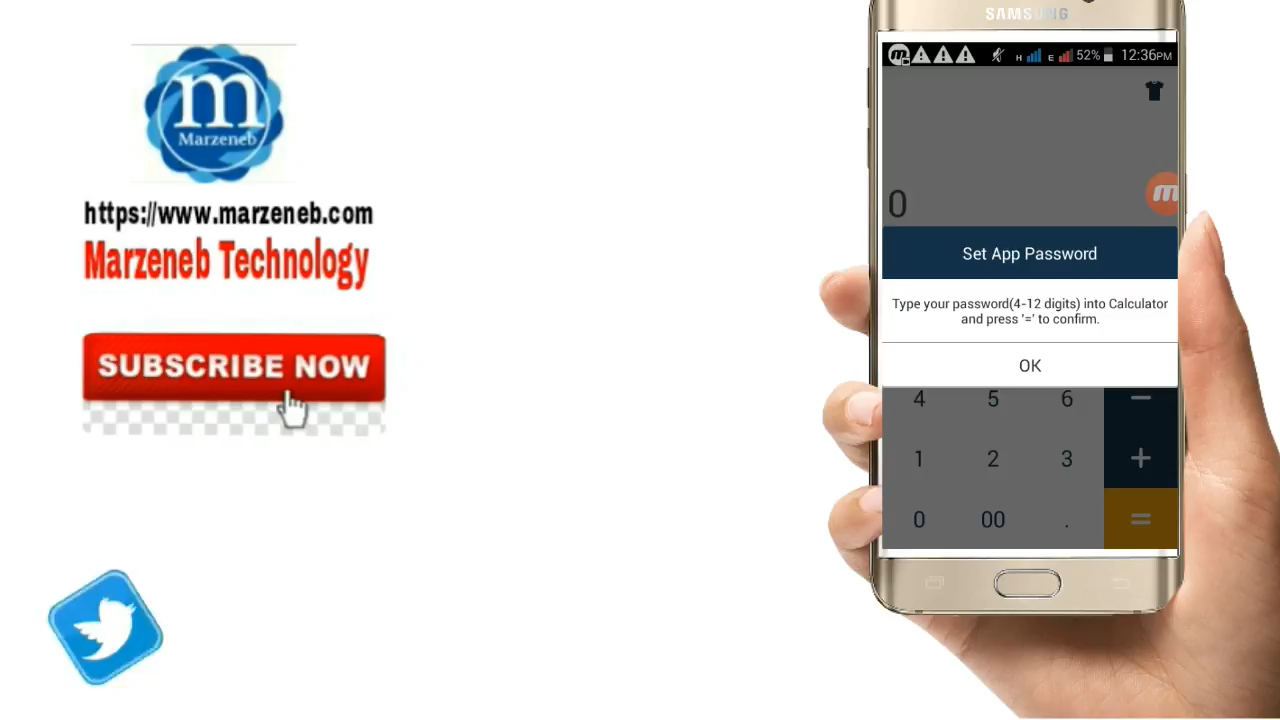 m
Marzeneb
https://www.marzeneb.com
Marzeneb Technology
SUBSCRIBE NOW
SAMSUNG
m H E 52% 12:36PM
0
m
Set App Password
Type your password(4-12 digits) into Calculator
and press '=' to confirm.
OK
4 5 6 −
1 2 3 +
0 00 . =